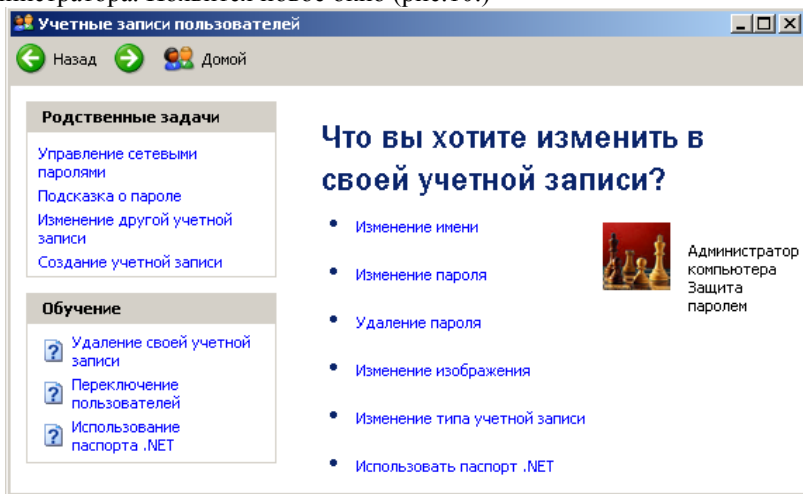 Учетные записи пользователей
Назад
Домой
Родственные задачи
Управление сетевыми
паролями
Подсказка о пароле
Изменение другой учетной
записи
Создание учетной записи
Обучение
Удаление своей учетной
записи
Переключение
пользователей
Использование
паспорта .NET
Что вы хотите изменить в
своей учетной записи?
Изменение имени
Изменение пароля
Удаление пароля
Изменение изображения
Изменение типа учетной записи
Использовать паспорт .NET
Администратор
компьютера
Защита
паролем